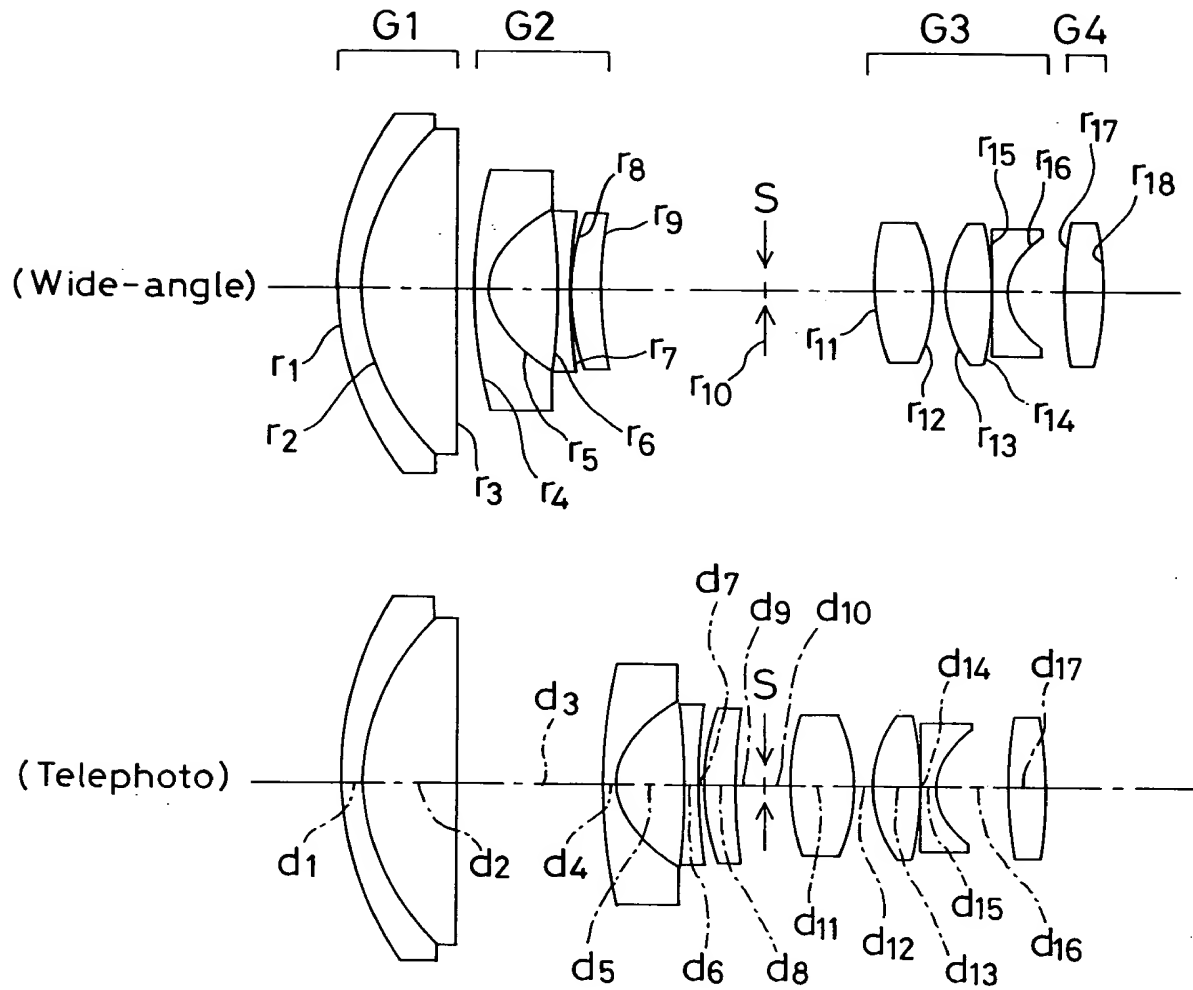 G1 G2 G3 G4
r17
r15 r16 r18
r8
S r9
(Wide-angle)
r1 r7 r11
r2 r6 r10 r12 r14
r5 r13
r3 r4
d7
d9 d10
S d14 d17
d3
(Telephoto)
d1 d2 d4
d11 d15
d12 d16
d5 d6 d8 d13